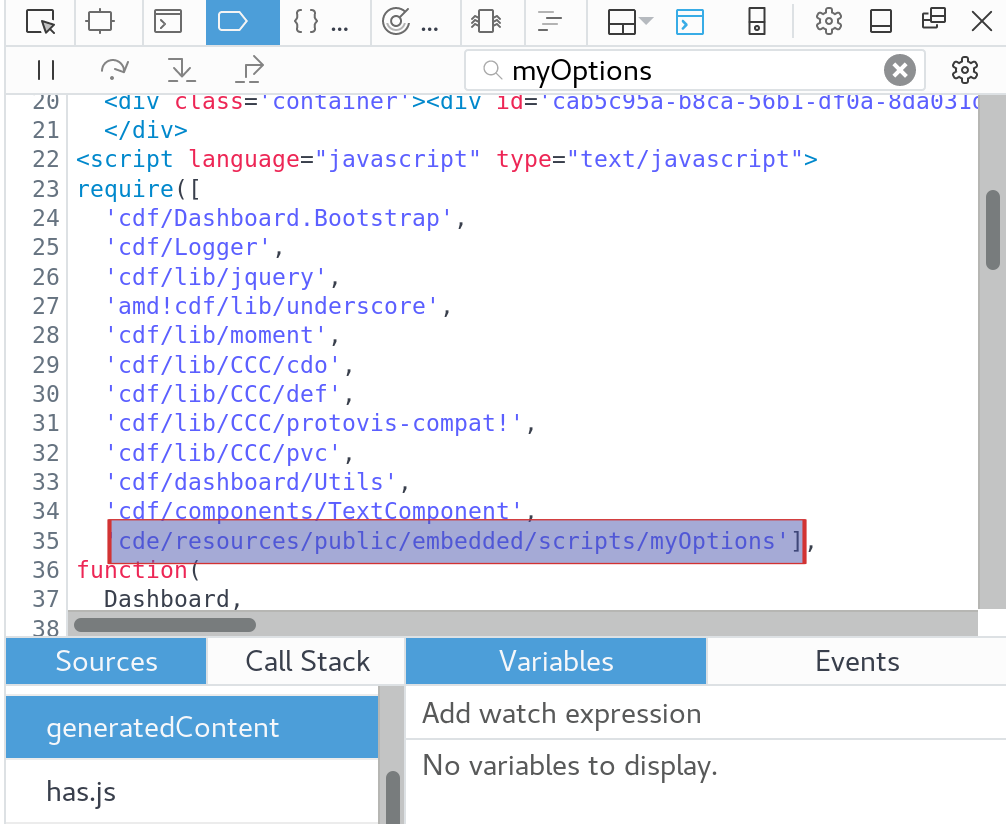 {} ...
...
myOptions
20 <div class='container'><div id='cab5c95a-b8ca-56b1-df0a-8da031c
21 </div>
22 <script language="javascript" type="text/javascript">
23 require([
24 'cdf/Dashboard.Bootstrap',
25 'cdf/Logger',
26 'cdf/lib/jquery',
27 'amd!cdf/lib/underscore',
28 'cdf/lib/moment',
29 'cdf/lib/CCC/cdo',
30 'cdf/lib/CCC/def',
31 'cdf/lib/CCC/protovis-compat!',
32 'cdf/lib/CCC/pvc',
33 'cdf/dashboard/Utils',
34 'cdf/components/TextComponent',
35 'cde/resources/public/embedded/scripts/myOptions'],
36 function(
37 Dashboard,
38
Sources Call Stack Variables Events
generatedContent
has.js
Add watch expression
No variables to display.